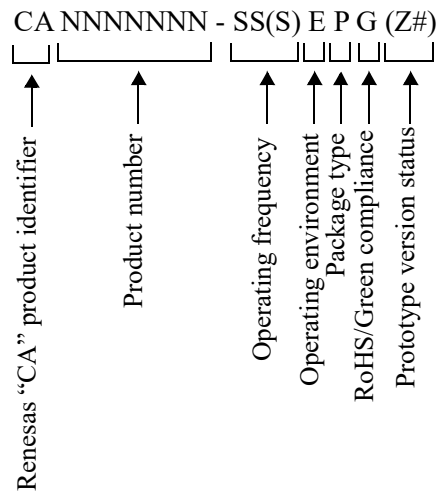 CA NNNNNNN - SS(S) E P G (Z#)
Renesas “CA” product identifier
Product number
Operating frequency
Operating environment
Package type
RoHS/Green compliance
Prototype version status